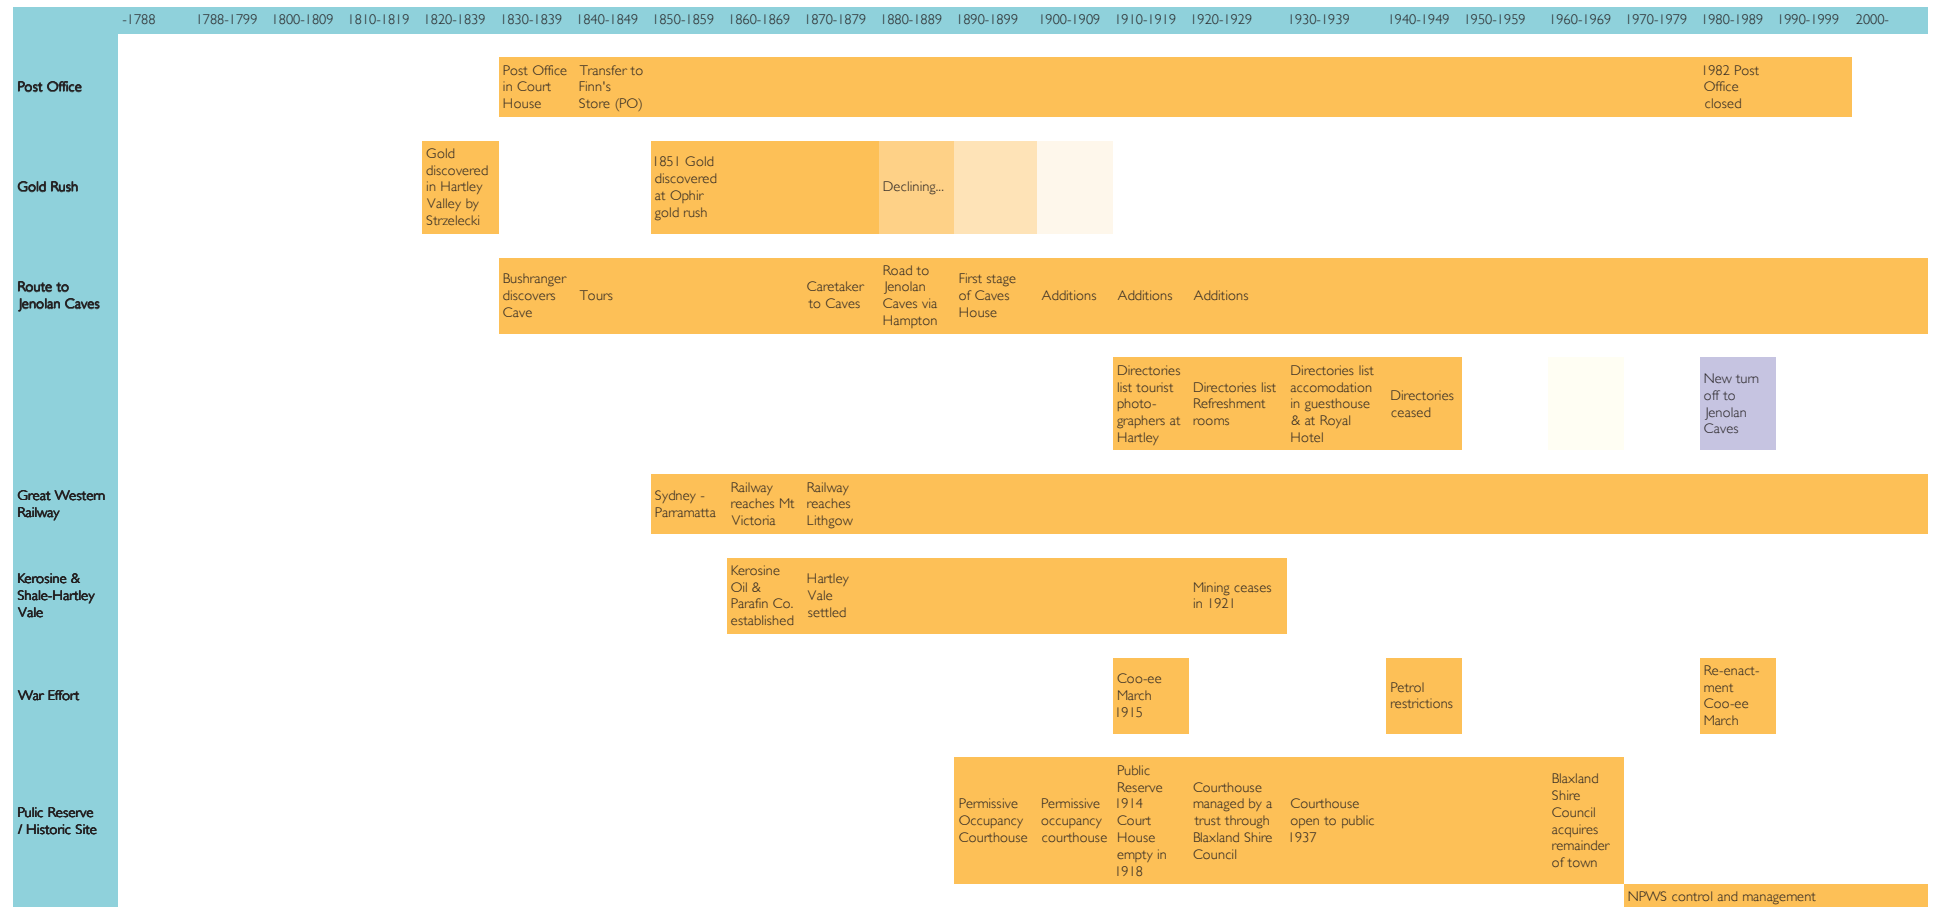 -1788 1788-1799 1800-1809 1810-1819 1820-1839 1830-1839 1840-1849 1850-1859 1860-1869 1870-1879 1880-1889 1890-1899 1900-1909 1910-1919 1920-1929 1930-1939 1940-1949 1950-1959 1960-1969 1970-1979 1980-1989 1990-1999 2000-
Post Office
Post Office
in Court
House
Transfer to
Finn's
Store (PO)
1982 Post
Office
closed
Gold Rush
Gold
discovered
in Hartley
Valley by
Strzelecki
1851 Gold
discovered
at Ophir
gold rush
Declining...
Route to
Jenolan Caves
Bushranger
discovers
Cave
Tours
Caretaker
to Caves
Road to
Jenolan
Caves via
Hampton
First stage
of Caves
House
Additions
Additions
Additions
Directories
list tourist
photo-
graphers at
Hartley
Directories list
Refreshment
rooms
Directories list
accomodation
in guesthouse
& at Royal
Hotel
Directories
ceased
New turn
off to
Jenolan
Caves
Great Western
Railway
Sydney -
Parramatta
Railway
reaches Mt
Victoria
Railway
reaches
Lithgow
Kerosine &
Shale-Hartley
Vale
Kerosine
Oil &
Parafin Co.
established
Hartley
Vale
settled
Mining ceases
in 1921
War Effort
Coo-ee
March
1915
Petrol
restrictions
Re-enact-
ment
Coo-ee
March
Pulic Reserve
/ Historic Site
Permissive
Occupancy
Courthouse
Permissive
occupancy
courthouse
Public
Reserve
1914
Court
House
empty in
1918
Courthouse
managed by a
trust through
Blaxland Shire
Council
Courthouse
open to public
1937
Blaxland
Shire
Council
acquires
remainder
of town
NPWS control and management